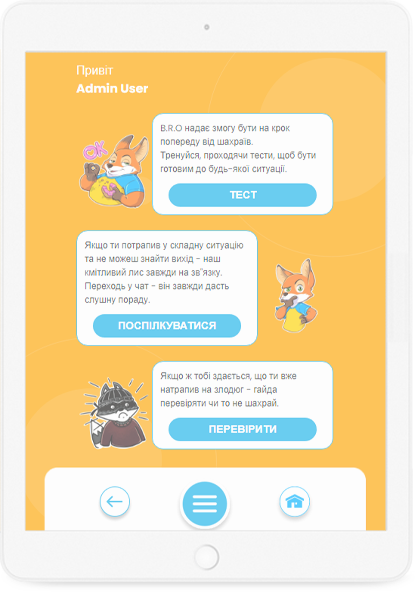 Привіт
Admin User
B.R.O надає змогу бути на крок
попереду від шахраїв.
Тренуйся, проходячи тести, щоб бути
готовим до будь-якої ситуації.
ТЕСТ
OK
Якщо ти потрапив у складну ситуацію
та не можеш знайти вихід - наш
кмітливий лис завжди на зв'язку.
Переходь у чат - він завжди дасть
слушну пораду.
ПОСПІЛКУВАТИСЯ
Якщо ж тобі здається, що ти вже
натрапив на злодюг - гайда
перевіряти чи то не шахрай.
ПЕРЕВІРИТИ